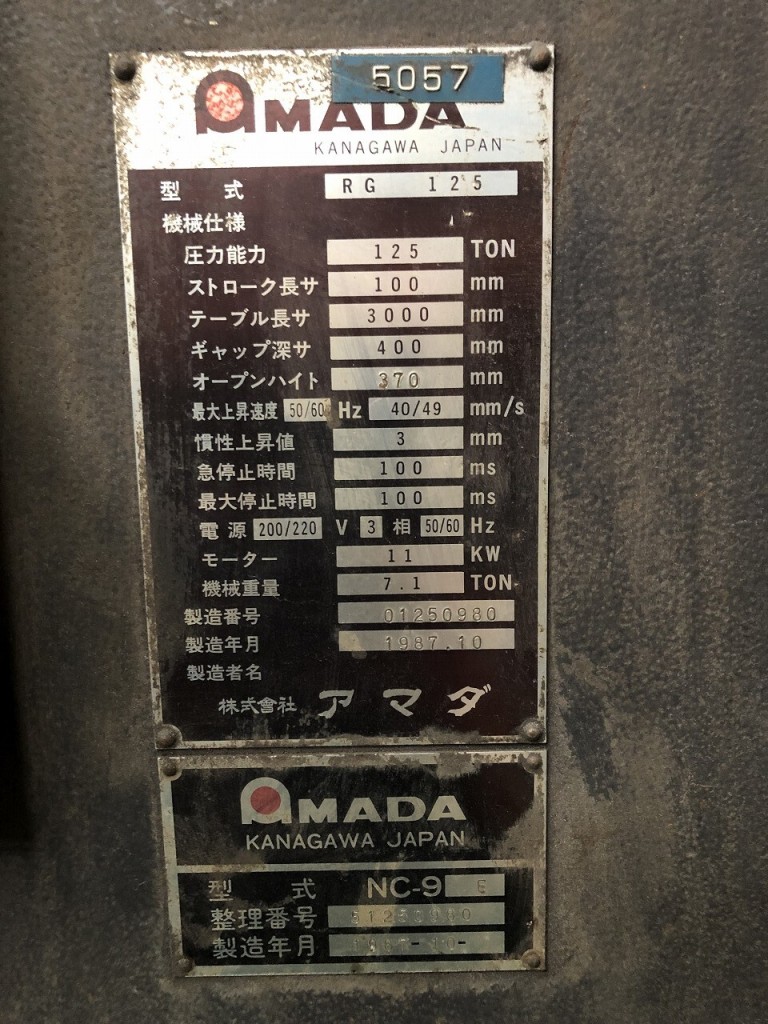 5057
AMADA
KANAGAWA JAPAN
型式 RG 125
機械仕様
圧力能力 125 TON
ストローク長サ 100 mm
テーブル長サ 3000 mm
ギャップ深サ 400 mm
オープンハイト 370 mm
最大上昇速度 50/60 Hz 40/49 mm/s
慣性上昇値 3 mm
急停止時間 100 ms
最大停止時間 100 ms
電源 200/220 V 3 相 50/60 Hz
モーター 11 KW
機械重量 7.1 TON
製造番号 01250980
製造年月 1987.10
製造者名
株式會社 アマダ
AMADA
KANAGAWA JAPAN
型式 NC-9
整理番号
製造年月